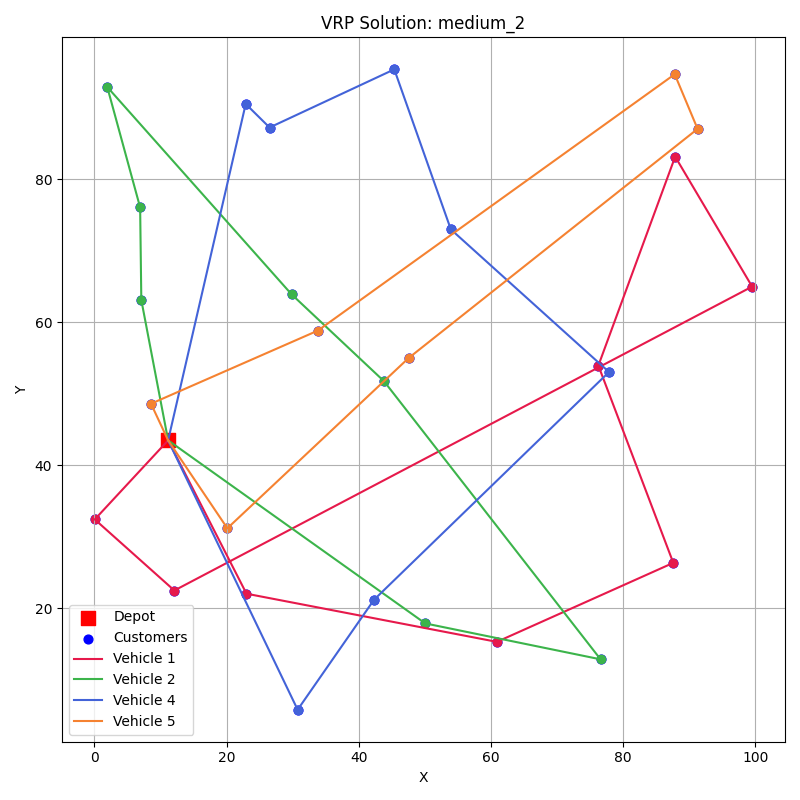 VRP Solution: medium_2
Y
80
60
40
20
0
20
40
60
80
100
X
Depot
Customers
Vehicle 1
Vehicle 2
Vehicle 4
Vehicle 5